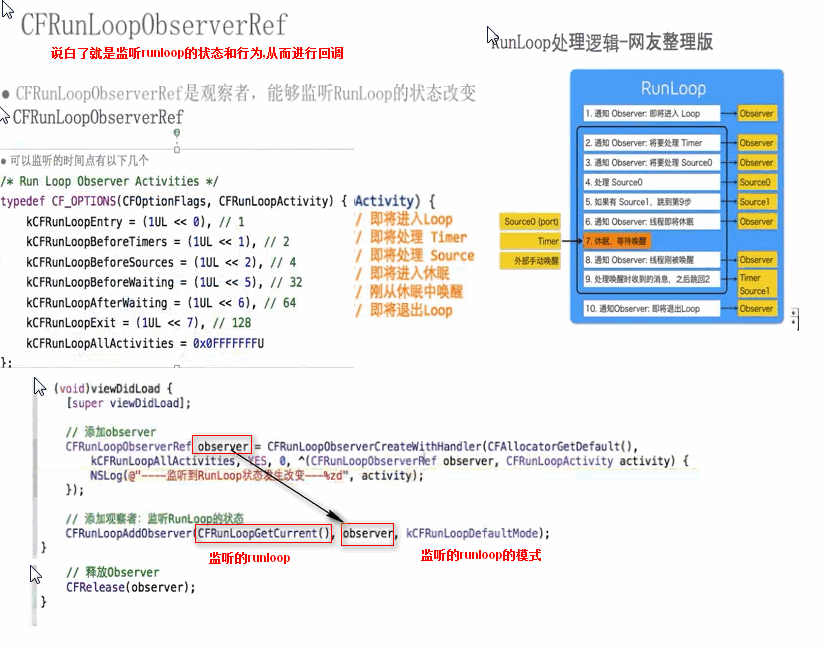 CFRunLoopObserverRef
说白了就是监听runloop的状态和行为,从而进行回调
● CFRunLoopObserverRef是观察者，能够监听RunLoop的状态改变
CFRunLoopObserverRef
● 可以监听的时间点有以下几个
/* Run Loop Observer Activities */
typedef CF_OPTIONS(CFOptionFlags, CFRunLoopActivity) {
kCFRunLoopEntry = (1UL << 0), // 1
kCFRunLoopBeforeTimers = (1UL << 1), // 2
kCFRunLoopBeforeSources = (1UL << 2), // 4
kCFRunLoopBeforeWaiting = (1UL << 5), // 32
kCFRunLoopAfterWaiting = (1UL << 6), // 64
kCFRunLoopExit = (1UL << 7), // 128
kCFRunLoopAllActivities = 0x0FFFFFFFU
};
Activity) {
/ 即将进入Loop
/ 即将处理 Timer
/ 即将处理 Source
/ 即将进入休眠
/ 刚从休眠中唤醒
/ 即将退出Loop
RunLoop处理逻辑-网友整理版
RunLoop
1. 通知 Observer: 即将进入 Loop
Observer
2. 通知 Observer: 将要处理 Timer
Observer
3. 通知 Observer: 将要处理 Source0
Observer
4. 处理 Source0
Source0
5. 如果有 Source1，跳到第9步
Source1
6. 通知 Observer: 线程即将休眠
Observer
Source0 (port)
Timer
外部手动唤醒
7. 休眠，等待唤醒
8. 通知 Observer: 线程刚被唤醒
Observer
9. 处理唤醒时收到的消息，之后跳回2
Timer
Source1
10. 通知Observer: 即将退出Loop
Observer
(void)viewDidLoad {
[super viewDidLoad];
// 添加observer
CFRunLoopObserverRef observer = CFRunLoopObserverCreateWithHandler(CFAllocatorGetDefault(),
kCFRunLoopAllActivities, YES, 0, ^(CFRunLoopObserverRef observer, CFRunLoopActivity activity) {
NSLog(@"----监听到RunLoop状态发生改变---%zd", activity);
});
// 添加观察者：监听RunLoop的状态
CFRunLoopAddObserver(CFRunLoopGetCurrent(), observer, kCFRunLoopDefaultMode);
}
监听的runloop
监听的runloop的模式
// 释放Observer
CFRelease(observer);
}